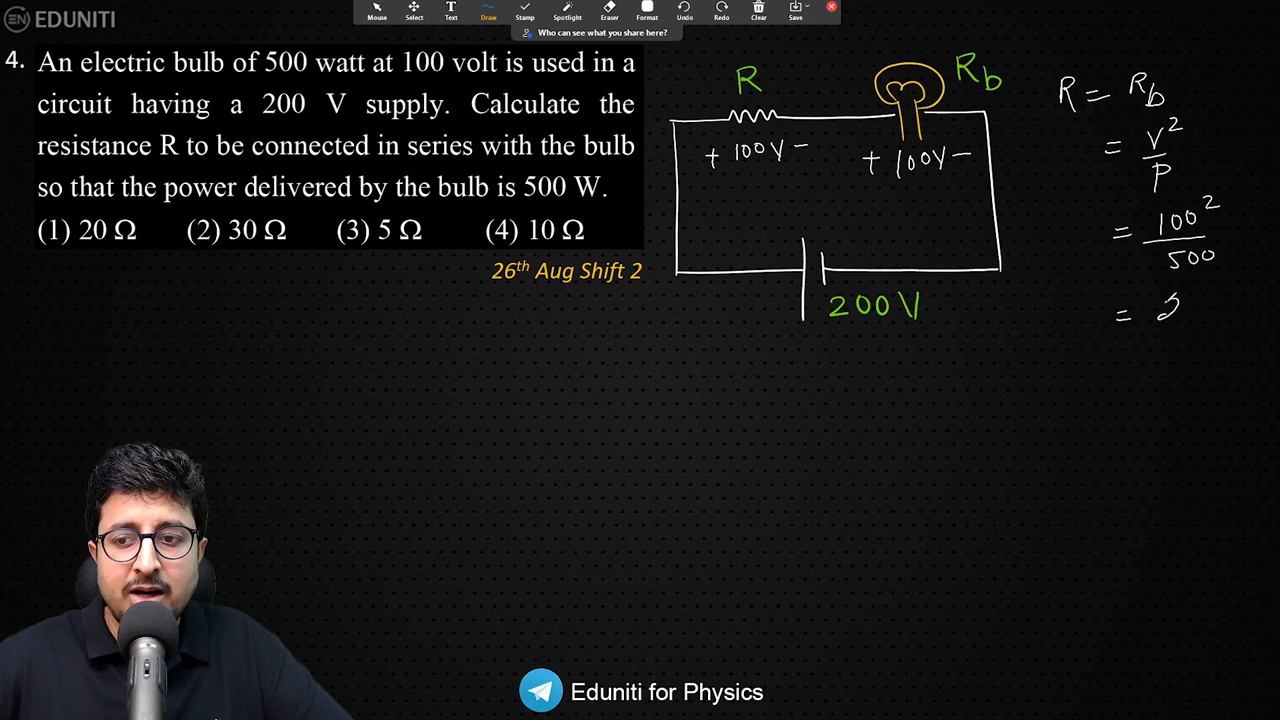 EN EDUNITI
Mouse Select Text Draw Stamp Spotlight Eraser Format Undo Redo Clear Save
Who can see what you share here?
4. An electric bulb of 500 watt at 100 volt is used in a
circuit having a 200 V supply. Calculate the
resistance R to be connected in series with the bulb
so that the power delivered by the bulb is 500 W.
(1) 20 Ω (2) 30 Ω (3) 5 Ω (4) 10 Ω
26th Aug Shift 2
R
Rb
+ 100V −
+ 100V −
200V
R = Rb
= V²/P
= 100²/500
=
Eduniti for Physics